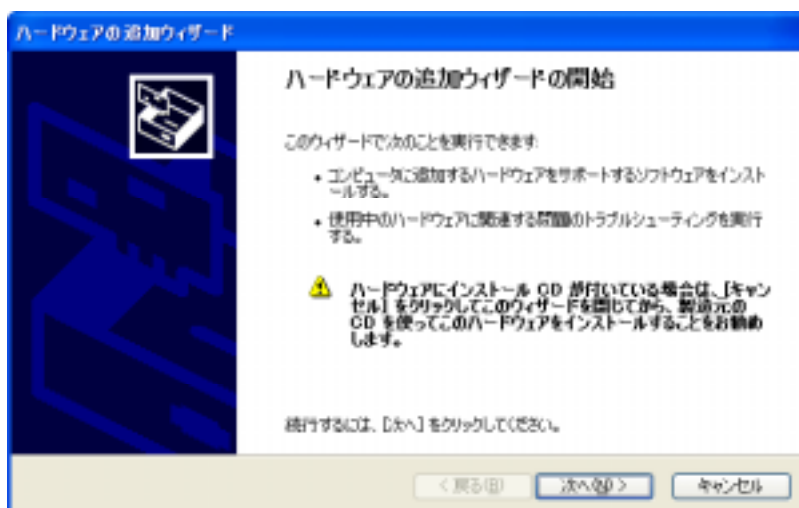 ハードウェアの追加ウィザード
ハードウェアの追加ウィザードの開始
このウィザードで次のことを実行できます:
• コンピュータに追加するハードウェアをサポートするソフトウェアをインスト
ールする。
• 使用中のハードウェアに関連する問題のトラブルシューティングを実行
する。
ハードウェアにインストール CD が付いている場合は、[キャン
セル] をクリックしてこのウィザードを閉じてから、製造元の
CD を使ってこのハードウェアをインストールすることをお勧め
します。
続行するには、[次へ] をクリックしてください。
< 戻る(B)
次へ(N) >
キャンセル